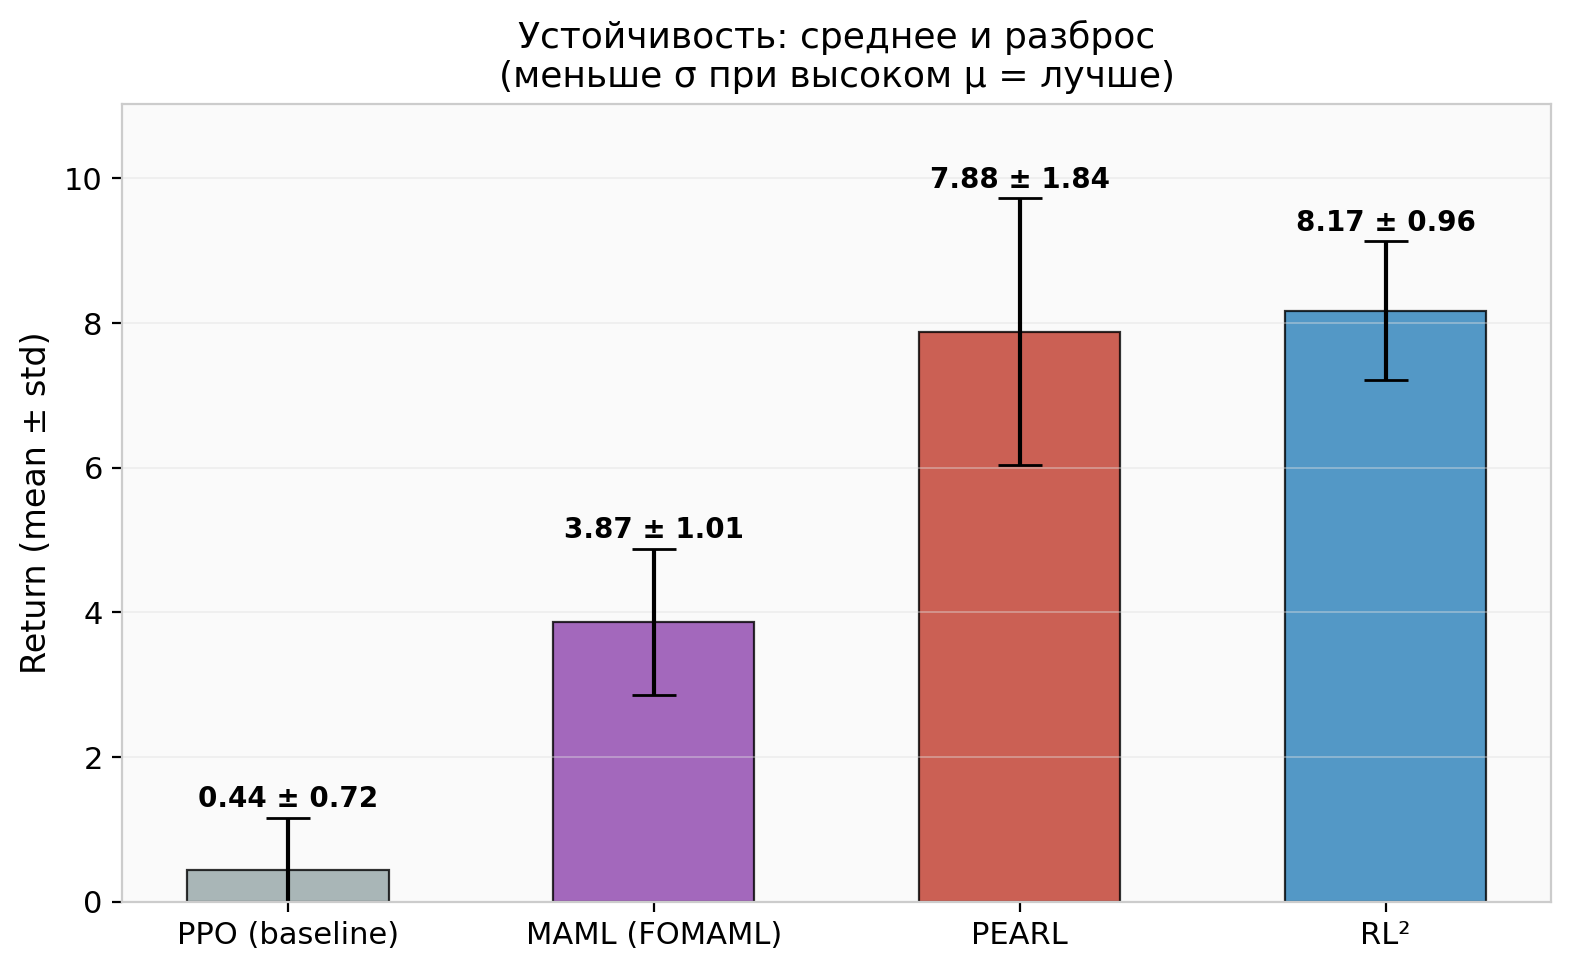 Устойчивость: среднее и разброс
(меньше σ при высоком μ = лучше)
Return (mean ± std)
10
8
6
4
2
0
0.44 ± 0.72
3.87 ± 1.01
7.88 ± 1.84
8.17 ± 0.96
PPO (baseline)
MAML (FOMAML)
PEARL
RL²